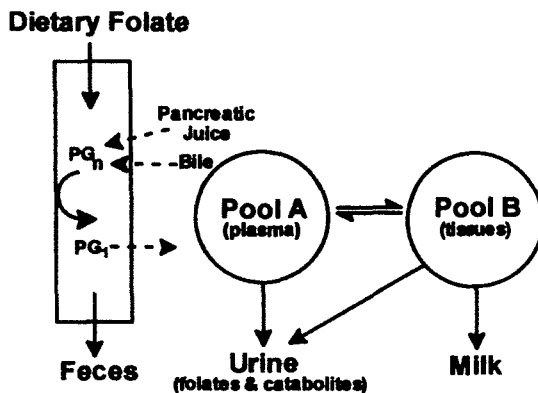 Dietary Folate
Pancreatic
Juice
PGn
Bile
PG1
Pool A
(plasma)
Pool B
(tissues)
Feces
Urine
(folates & catabolites)
Milk